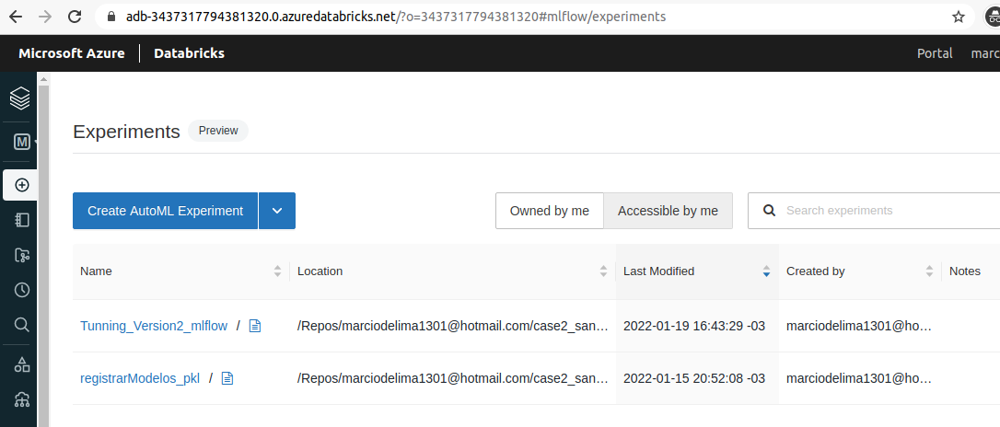 adb-3437317794381320.0.azuredatabricks.net/?o=3437317794381320#mlflow/experiments
Microsoft Azure Databricks Portal marc
M
Experiments Preview
Create AutoML Experiment Owned by me Accessible by me Search experiments
Name Location Last Modified Created by Notes
Tunning_Version2_mlflow / /Repos/marciodelima1301@hotmail.com/case2_san… 2022-01-19 16:43:29 -03 marciodelima1301@ho…
registrarModelos_pkl / /Repos/marciodelima1301@hotmail.com/case2_san… 2022-01-15 20:52:08 -03 marciodelima1301@ho…